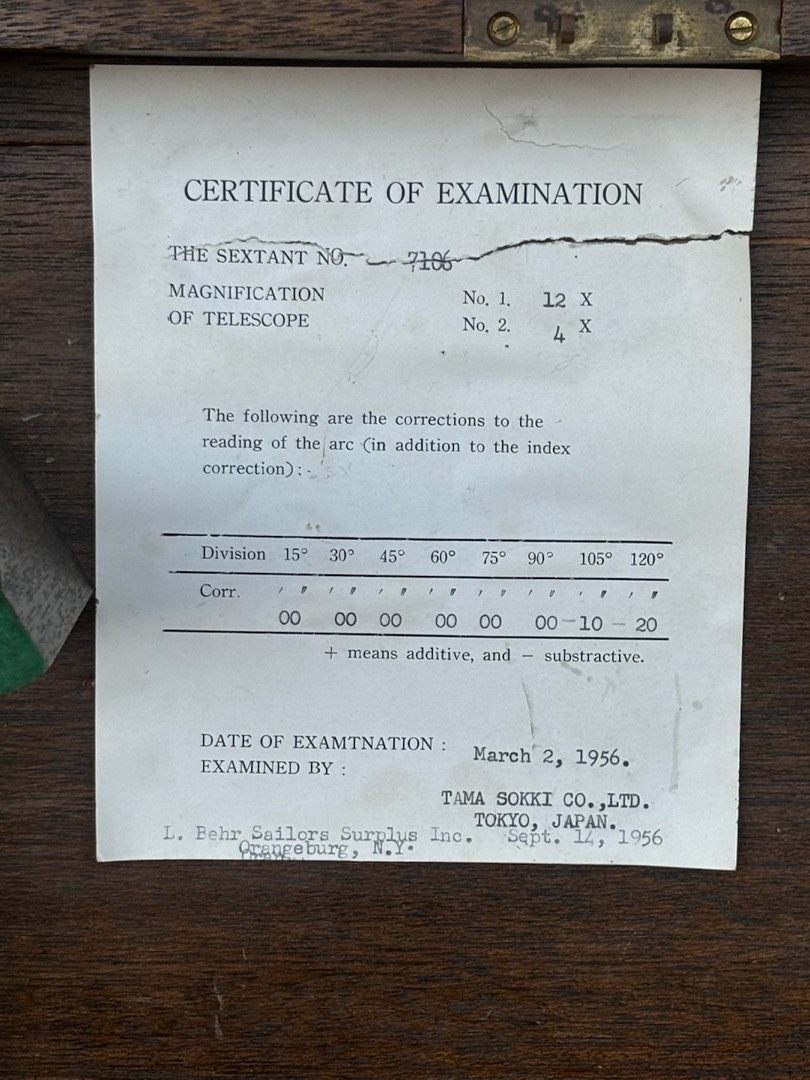 CERTIFICATE OF EXAMINATION
THE SEXTANT NO. 7106
MAGNIFICATION No. 1. 12 X
OF TELESCOPE No. 2. 4 X
The following are the corrections to the
reading of the arc (in addition to the index
correction) : -
Division 15° 30° 45° 60° 75° 90° 105° 120°
Corr. ′ ″ ′ ″ ′ ″ ′ ″ ′ ″ ′ ″ ′ ″ ′ ″
00 00 00 00 00 00 -10 - 20
+ means additive, and − substractive.
DATE OF EXAMTNATION : March 2, 1956.
EXAMINED BY :
TAMA SOKKI CO.,LTD.
TOKYO, JAPAN.
L. Behr Sailors Surplus Inc. Sept. 14, 1956
Orangeburg, N.Y.